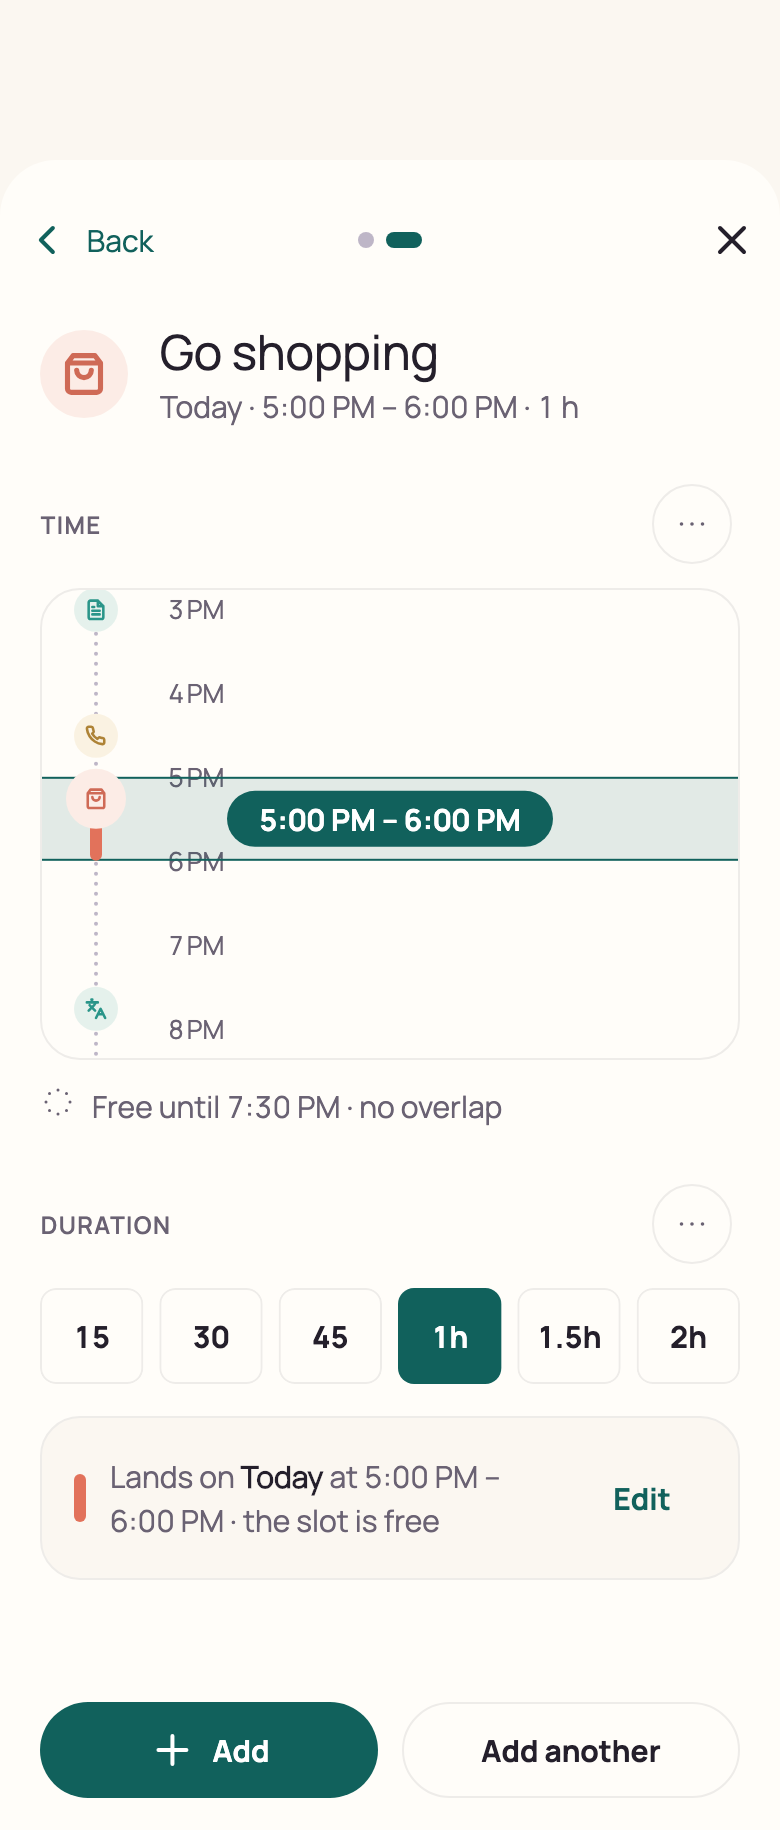 Back
Go shopping
Today · 5:00 PM – 6:00 PM · 1 h
TIME
3 PM
4 PM
5 PM
5:00 PM – 6:00 PM
6 PM
7 PM
8 PM
Free until 7:30 PM · no overlap
DURATION
15 30 45 1h 1.5h 2h
Lands on Today at 5:00 PM –
6:00 PM · the slot is free
Edit
Add
Add another